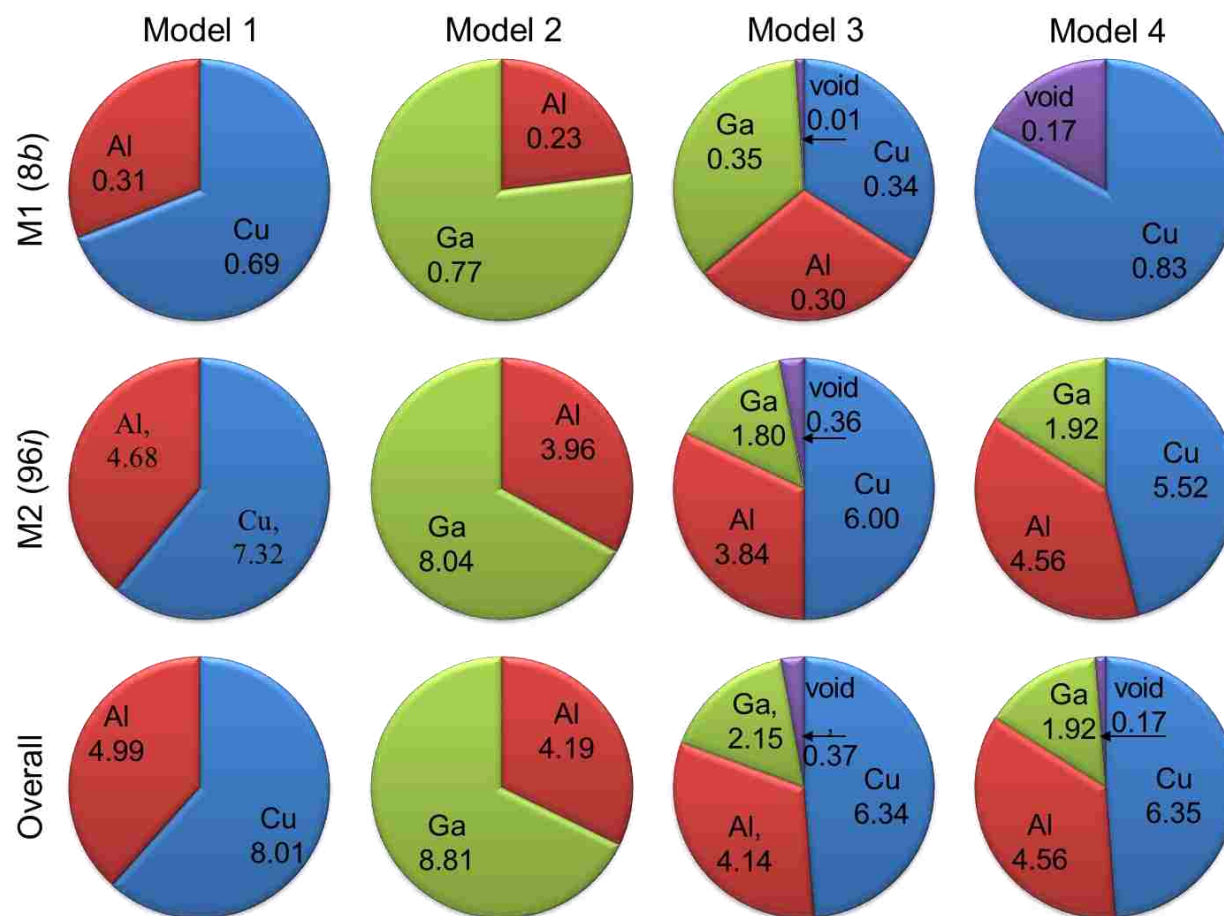 Model 1
Model 2
Model 3
Model 4
M1 (8b)
Al
0.31
Cu
0.69
Al
0.23
Ga
0.77
void
0.01
Ga
0.35
Cu
0.34
Al
0.30
void
0.17
Cu
0.83
M2 (96i)
Al,
4.68
Cu,
7.32
Al
3.96
Ga
8.04
void
0.36
Ga
1.80
Cu
6.00
Al
3.84
Ga
1.92
Cu
5.52
Al
4.56
Overall
Al
4.99
Cu
8.01
Al
4.19
Ga
8.81
void
,
0.37
Ga,
2.15
Cu
6.34
Al,
4.14
void
0.17
Ga
1.92
Cu
6.35
Al
4.56